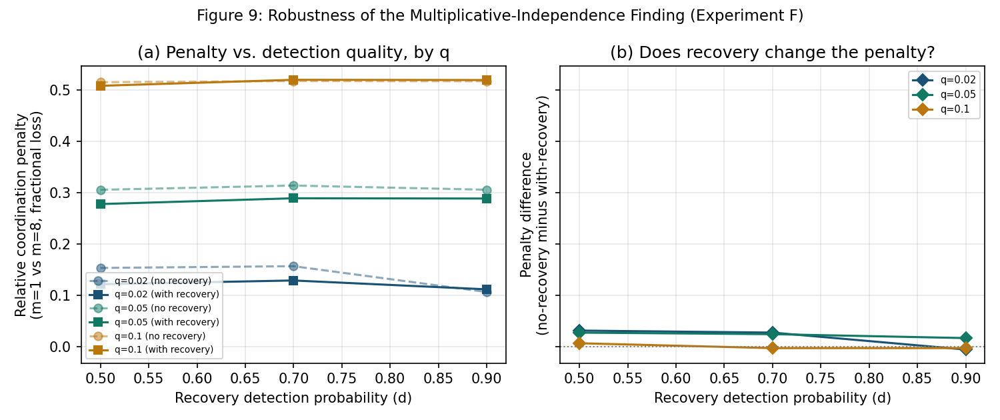 Figure 9: Robustness of the Multiplicative-Independence Finding (Experiment F)
(a) Penalty vs. detection quality, by q
Relative coordination penalty
(m=1 vs m=8, fractional loss)
0.5
0.4
0.3
0.2
0.1
0.0
q=0.02 (no recovery)
q=0.02 (with recovery)
q=0.05 (no recovery)
q=0.05 (with recovery)
q=0.1 (no recovery)
q=0.1 (with recovery)
0.50 0.55 0.60 0.65 0.70 0.75 0.80 0.85 0.90
Recovery detection probability (d)
(b) Does recovery change the penalty?
Penalty difference
(no-recovery minus with-recovery)
q=0.02
q=0.05
q=0.1
0.50 0.55 0.60 0.65 0.70 0.75 0.80 0.85 0.90
Recovery detection probability (d)